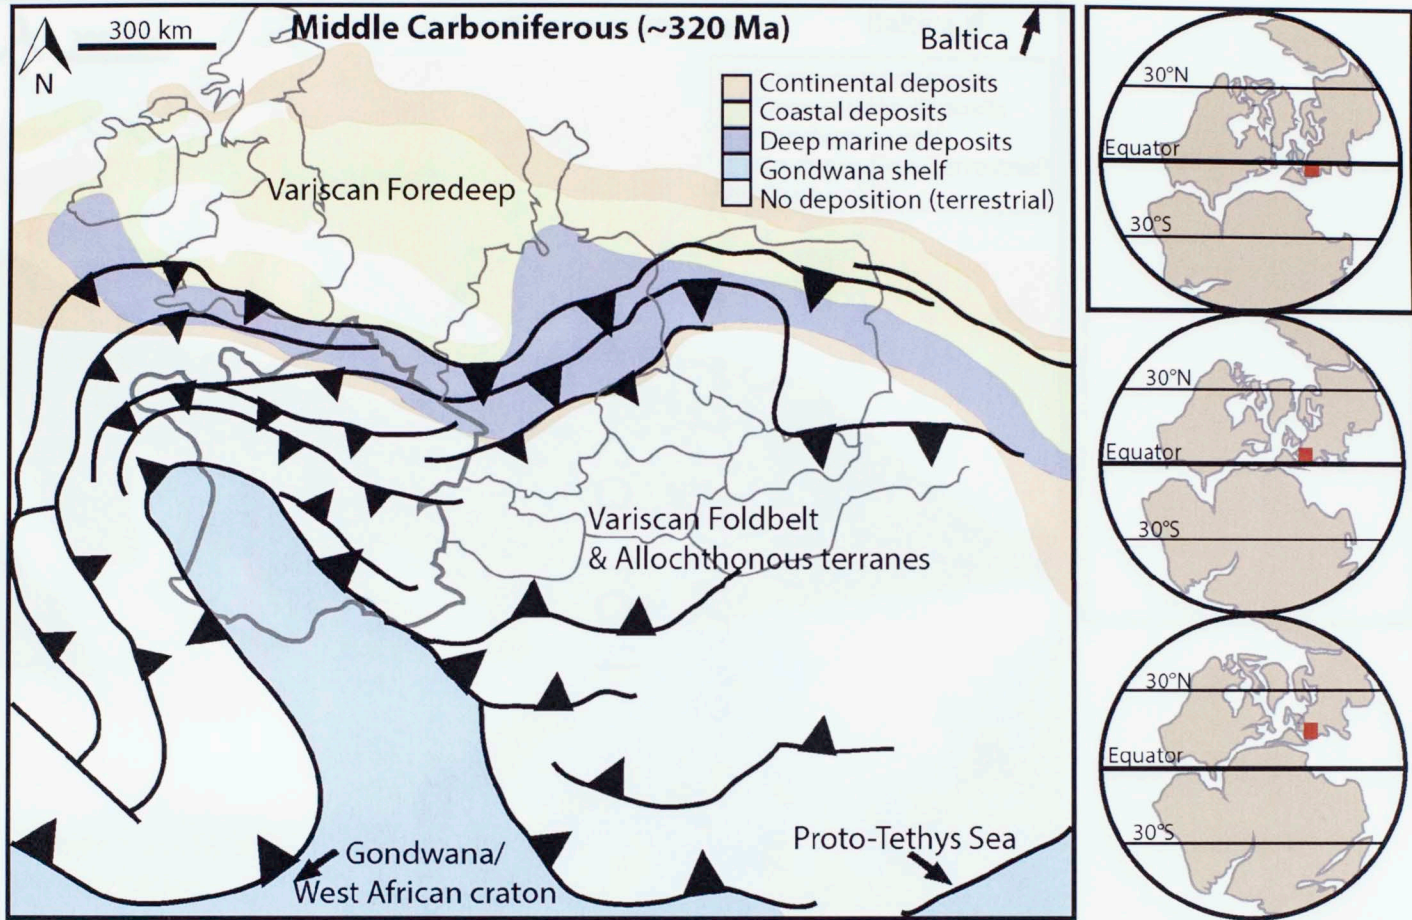 300 km
Middle Carboniferous (~320 Ma)
Baltica
N
Continental deposits
Coastal deposits
Deep marine deposits
Gondwana shelf
No deposition (terrestrial)
Variscan Foredeep
Variscan Foldbelt
& Allochthonous terranes
Gondwana/
West African craton
Proto-Tethys Sea
30°N
Equator
30°S
30°N
Equator
30°S
30°N
Equator
30°S